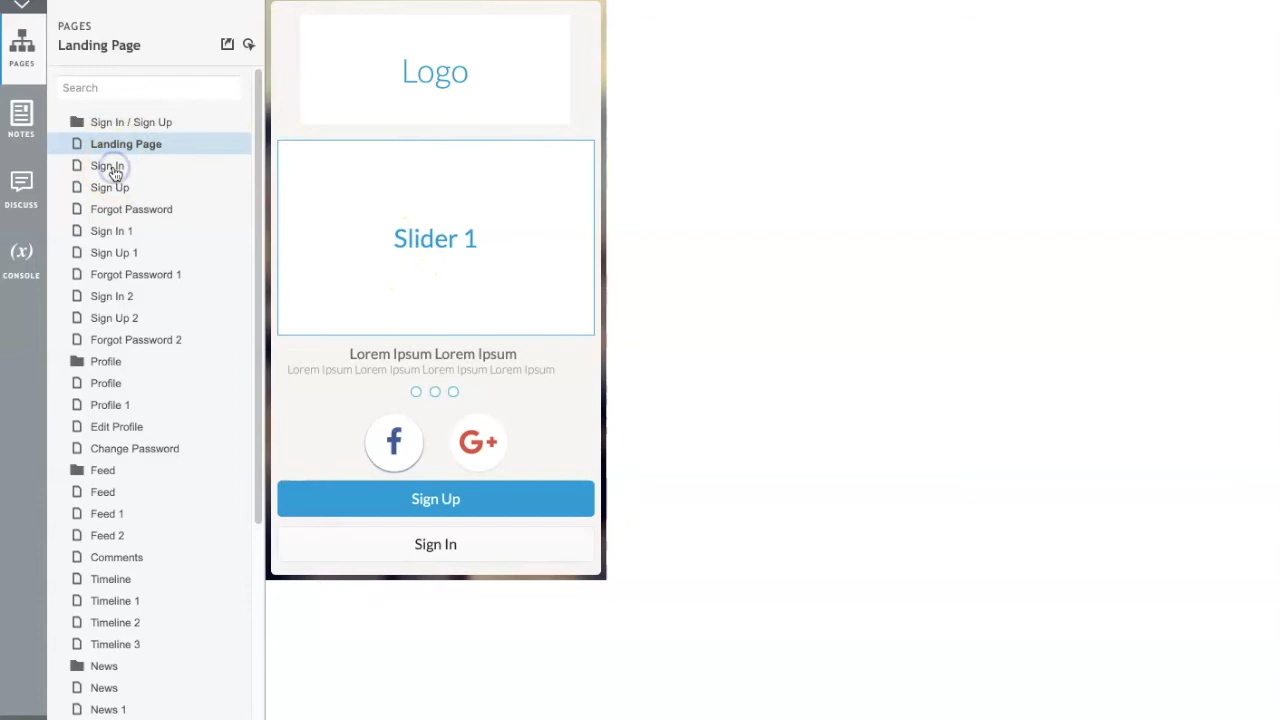 PAGES
NOTES
DISCUSS
(x)
CONSOLE
PAGES
Landing Page
Search
Sign In / Sign Up
Landing Page
Sign In
Sign Up
Forgot Password
Sign In 1
Sign Up 1
Forgot Password 1
Sign In 2
Sign Up 2
Forgot Password 2
Profile
Profile
Profile 1
Edit Profile
Change Password
Feed
Feed
Feed 1
Feed 2
Comments
Timeline
Timeline 1
Timeline 2
Timeline 3
News
News
News 1
Logo
Slider 1
Lorem Ipsum Lorem Ipsum
Lorem Ipsum Lorem Ipsum Lorem Ipsum Lorem Ipsum
f G+
Sign Up
Sign In